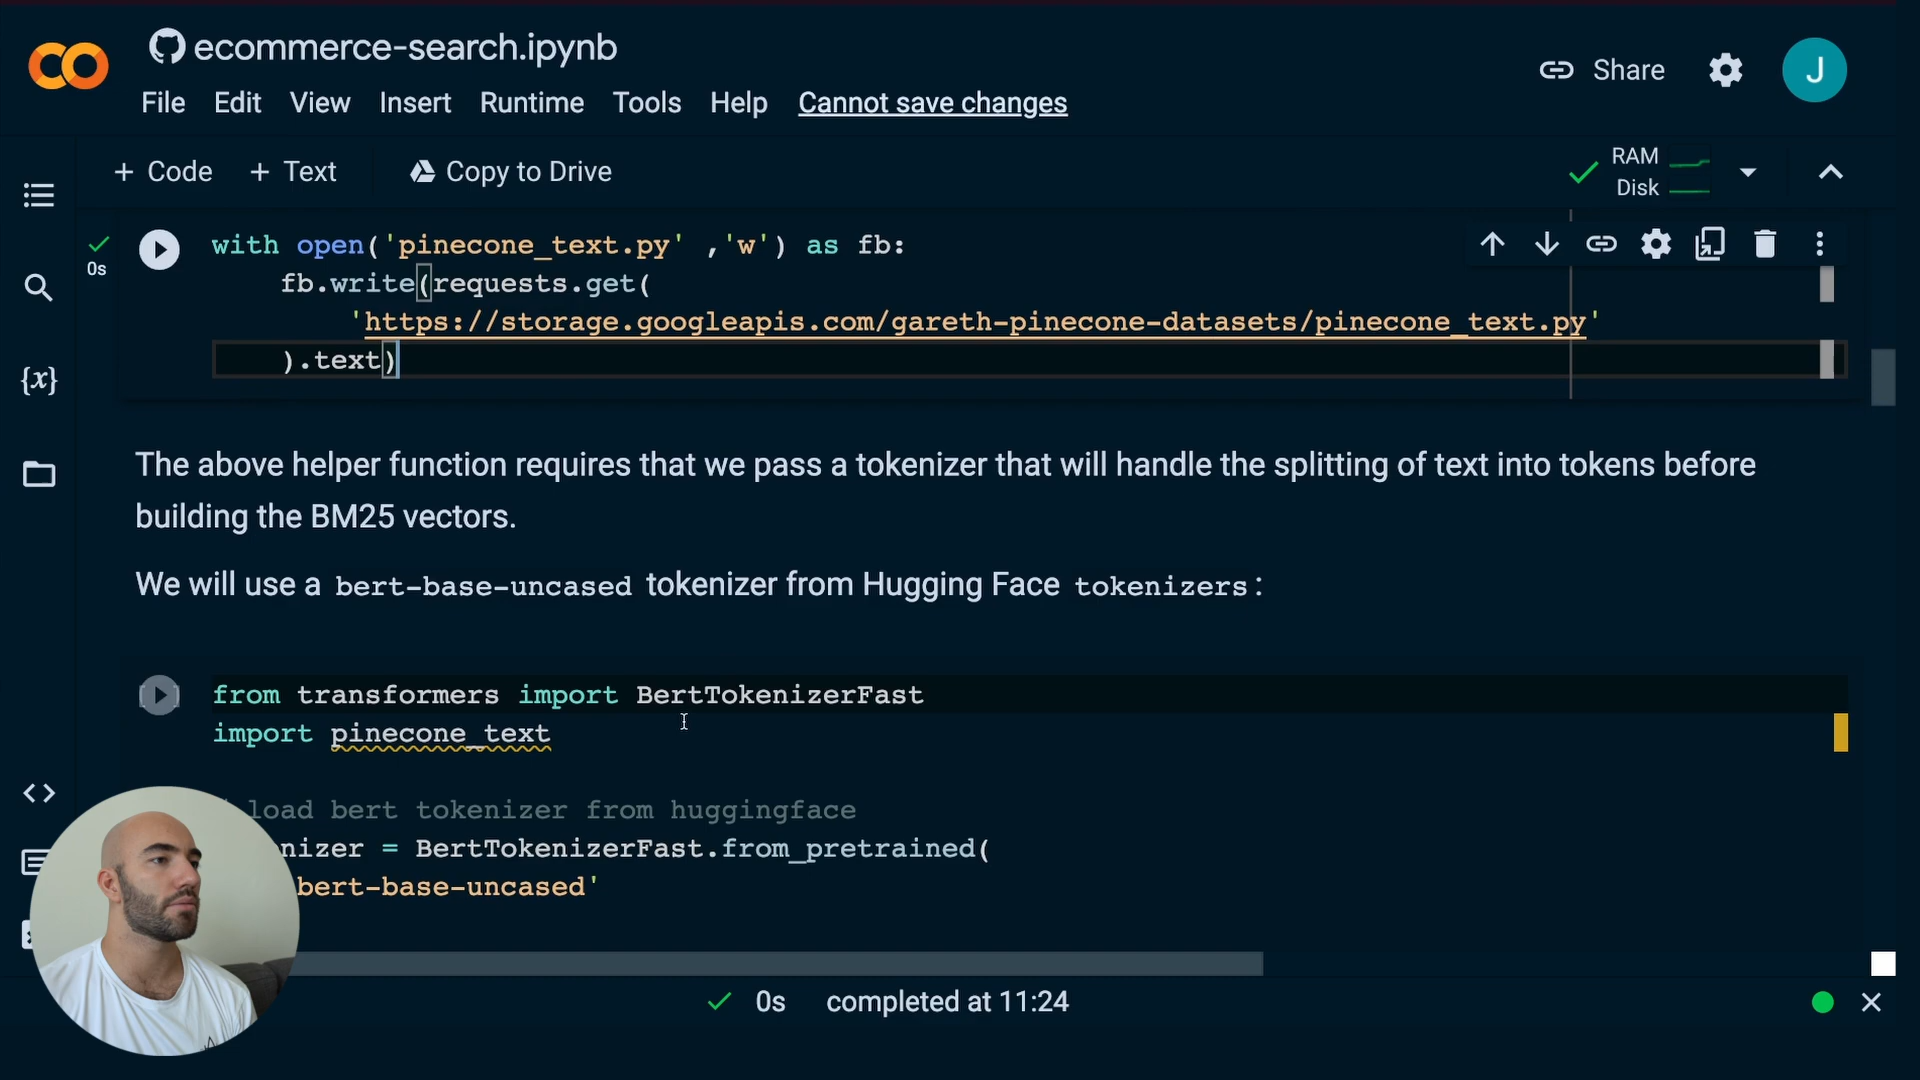 ecommerce-search.ipynb
Share
J
File Edit View Insert Runtime Tools Help Cannot save changes
+ Code + Text Copy to Drive
RAM
Disk
0s
with open('pinecone_text.py' ,'w') as fb:
fb.write(requests.get(
'https://storage.googleapis.com/gareth-pinecone-datasets/pinecone_text.py'
).text)
{x}
The above helper function requires that we pass a tokenizer that will handle the splitting of text into tokens before
building the BM25 vectors.
We will use a bert-base-uncased tokenizer from Hugging Face tokenizers:
from transformers import BertTokenizerFast
import pinecone_text
load bert tokenizer from huggingface
nizer = BertTokenizerFast.from_pretrained(
bert-base-uncased'
0s completed at 11:24